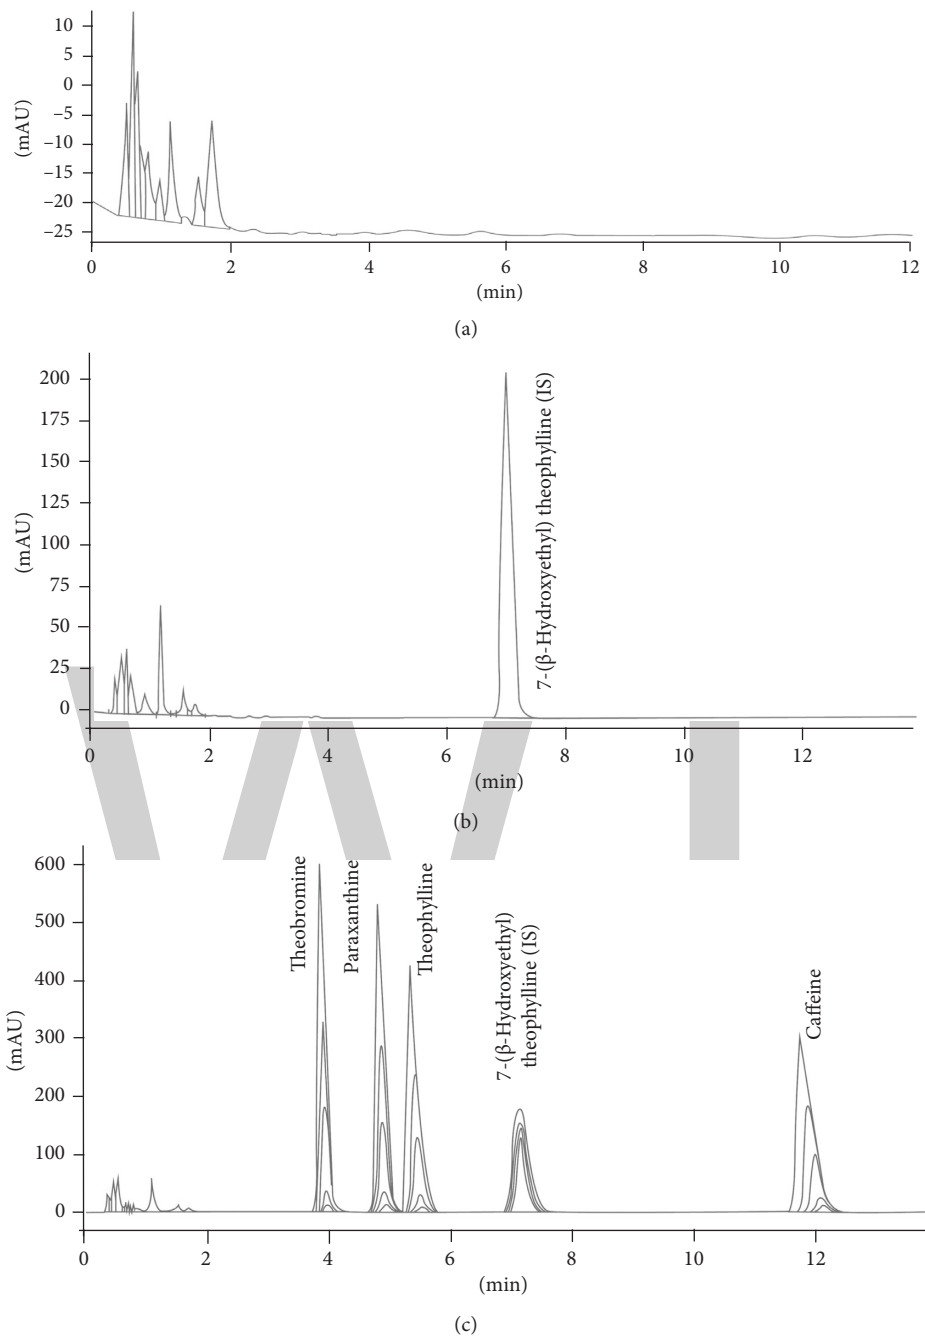 10
5
0
–5
–10
–15
–20
–25
(mAU)
0 2 4 6 8 10 12
(min)
(a)
200
175
150
125
100
75
50
25
0
(mAU)
7-(β-Hydroxyethyl) theophylline (IS)
0 2 4 6 8 10 12
(min)
(b)
600
500
400
300
200
100
0
(mAU)
Theobromine
Paraxanthine
Theophylline
7-(β-Hydroxyethyl)
theophylline (IS)
Caffeine
0 2 4 6 8 10 12
(min)
(c)